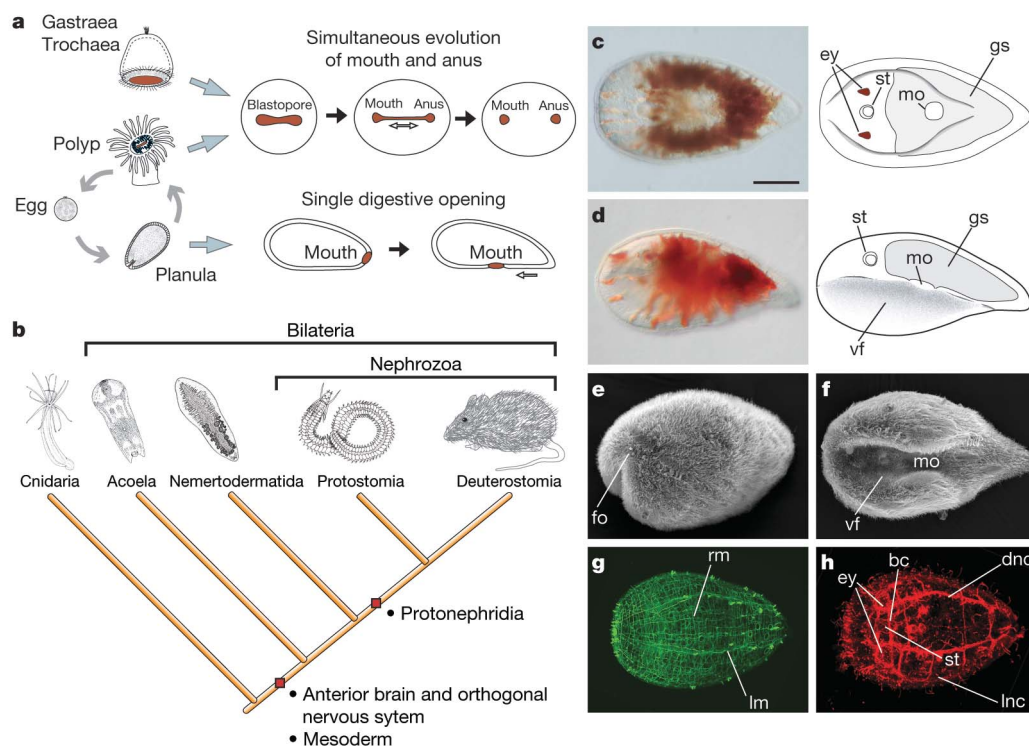 a
Gastraea
Trochaea
Simultaneous evolution
of mouth and anus
Blastopore
Mouth Anus
Mouth Anus
Polyp
Egg
Planula
Single digestive opening
Mouth
Mouth
b
Bilateria
Nephrozoa
Cnidaria Acoela Nemertodermatida Protostomia Deuterostomia
• Protonephridia
• Anterior brain and orthogonal
nervous sytem
• Mesoderm
c
ey
st
mo
gs
d
st
mo
gs
vf
e
fo
f
mo
vf
g
rm
lm
h
ey
bc
dnc
st
lnc